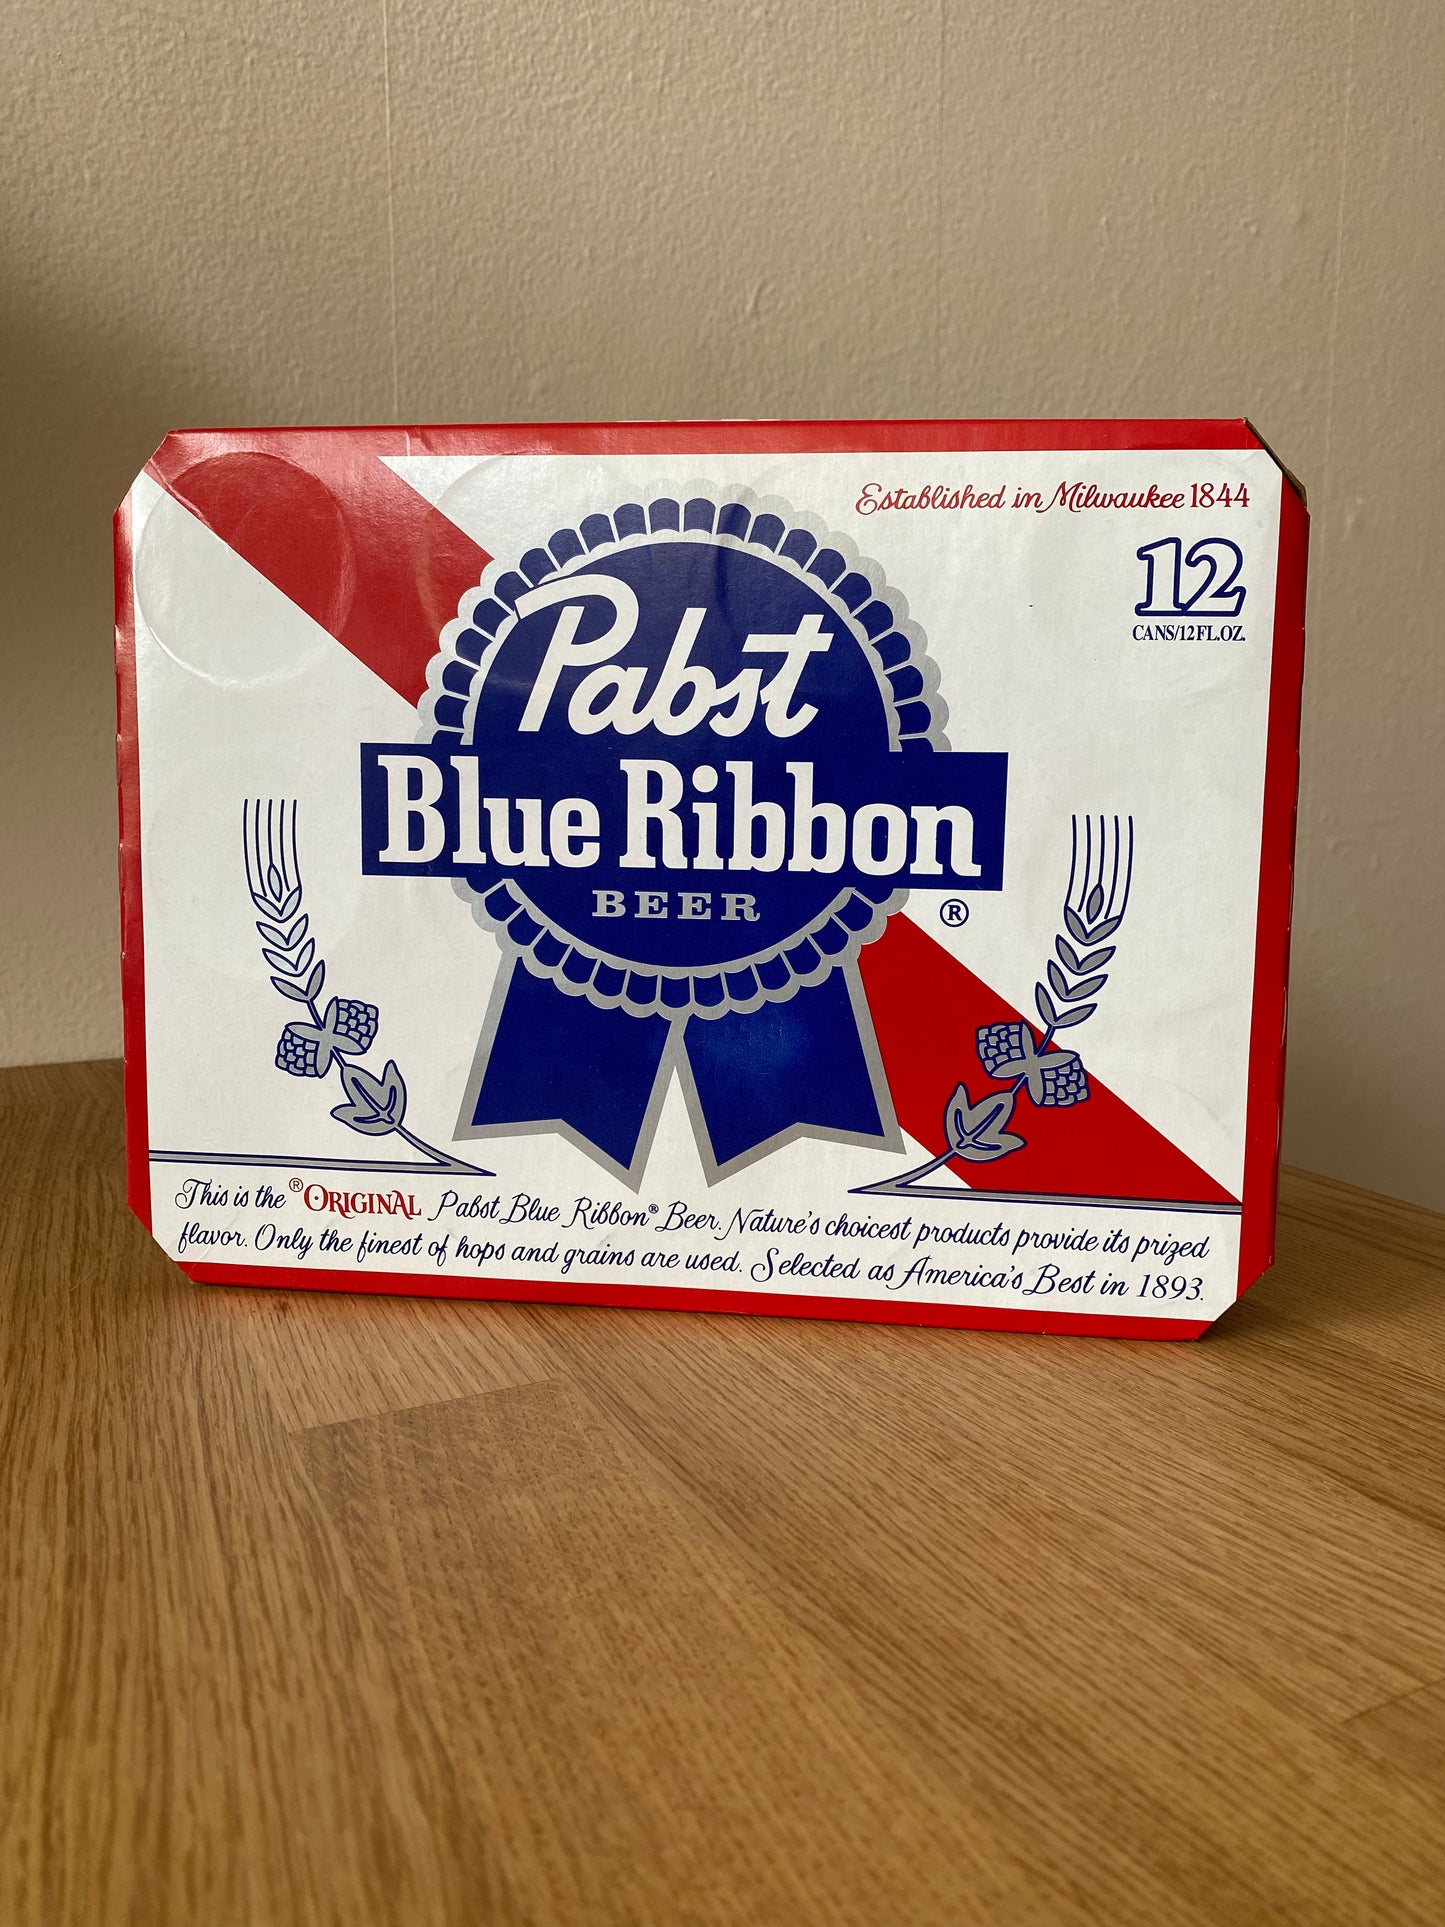 Established in Milwaukee 1844
12
CANS/12FL.OZ.
Pabst
Blue Ribbon
BEER
®
This is the ®ORIGINAL Pabst Blue Ribbon® Beer. Nature's choicest products provide its prized
flavor. Only the finest of hops and grains are used. Selected as America's Best in 1893.